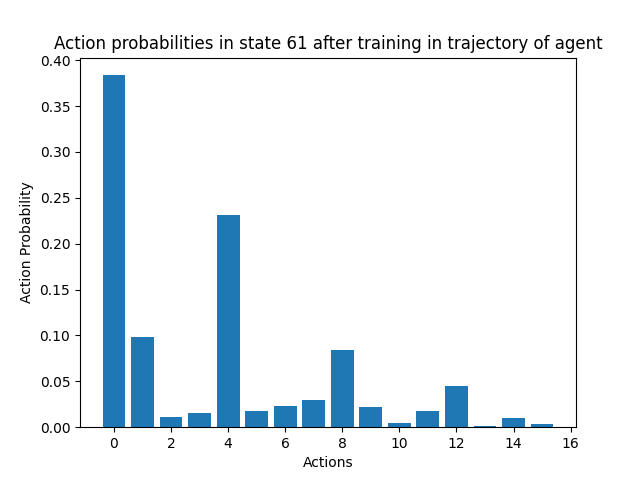 Action probabilities in state 61 after training in trajectory of agent
0.40
0.35
0.30
0.25
0.20
0.15
0.10
0.05
0.00
Action Probability
0 2 4 6 8 10 12 14 16
Actions